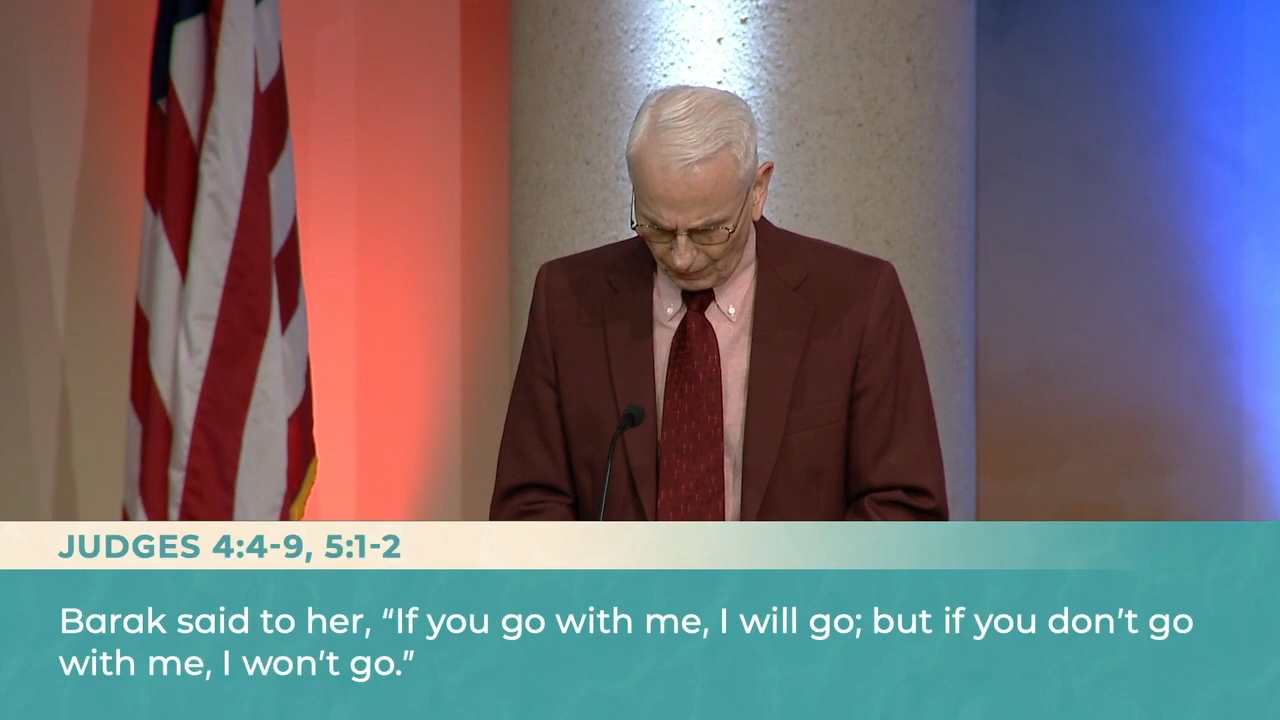 JUDGES 4:4-9, 5:1-2
Barak said to her, “If you go with me, I will go; but if you don’t go
with me, I won’t go.”